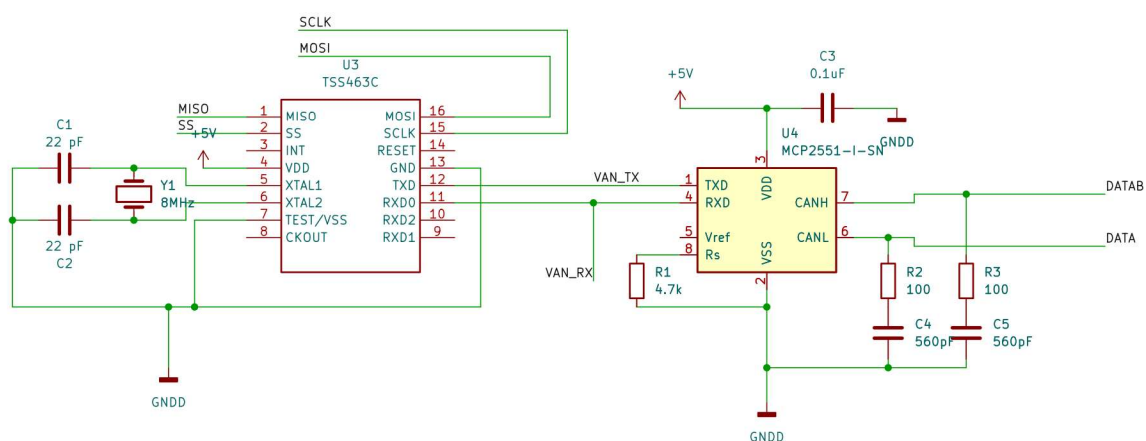 SCLK
MOSI
U3
TSS463C
MISO
SS
+5V
1 MISO
2 SS
3 INT
4 VDD
5 XTAL1
6 XTAL2
7 TEST/VSS
8 CKOUT
MOSI 16
SCLK 15
RESET 14
GND 13
TXD 12
RXD0 11
RXD2 10
RXD1 9
C1
22 pF
Y1
8MHz
22 pF
C2
GNDD
VAN_TX
VAN_RX
+5V
C3
0.1uF
GNDD
U4
MCP2551-I-SN
1 TXD
4 RXD
5 Vref
8 Rs
3 VDD
2 VSS
CANH 7
CANL 6
R1
4.7k
DATAB
DATA
R2
100
R3
100
C4
560pF
C5
560pF
GNDD